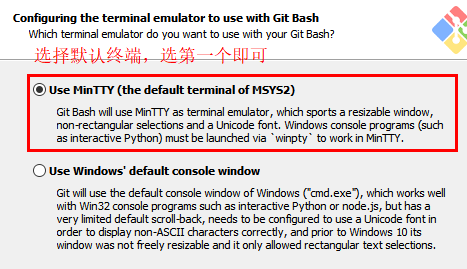 Configuring the terminal emulator to use with Git Bash
Which terminal emulator do you want to use with your Git Bash?
选择默认终端，选第一个即可
Use MinTTY (the default terminal of MSYS2)
Git Bash will use MinTTY as terminal emulator, which sports a resizable window,
non-rectangular selections and a Unicode font. Windows console programs (such
as interactive Python) must be launched via `winpty` to work in MinTTY.
Use Windows' default console window
Git will use the default console window of Windows ("cmd.exe"), which works well
with Win32 console programs such as interactive Python or node.js, but has a
very limited default scroll-back, needs to be configured to use a Unicode font in
order to display non-ASCII characters correctly, and prior to Windows 10 its
window was not freely resizable and it only allowed rectangular text selections.